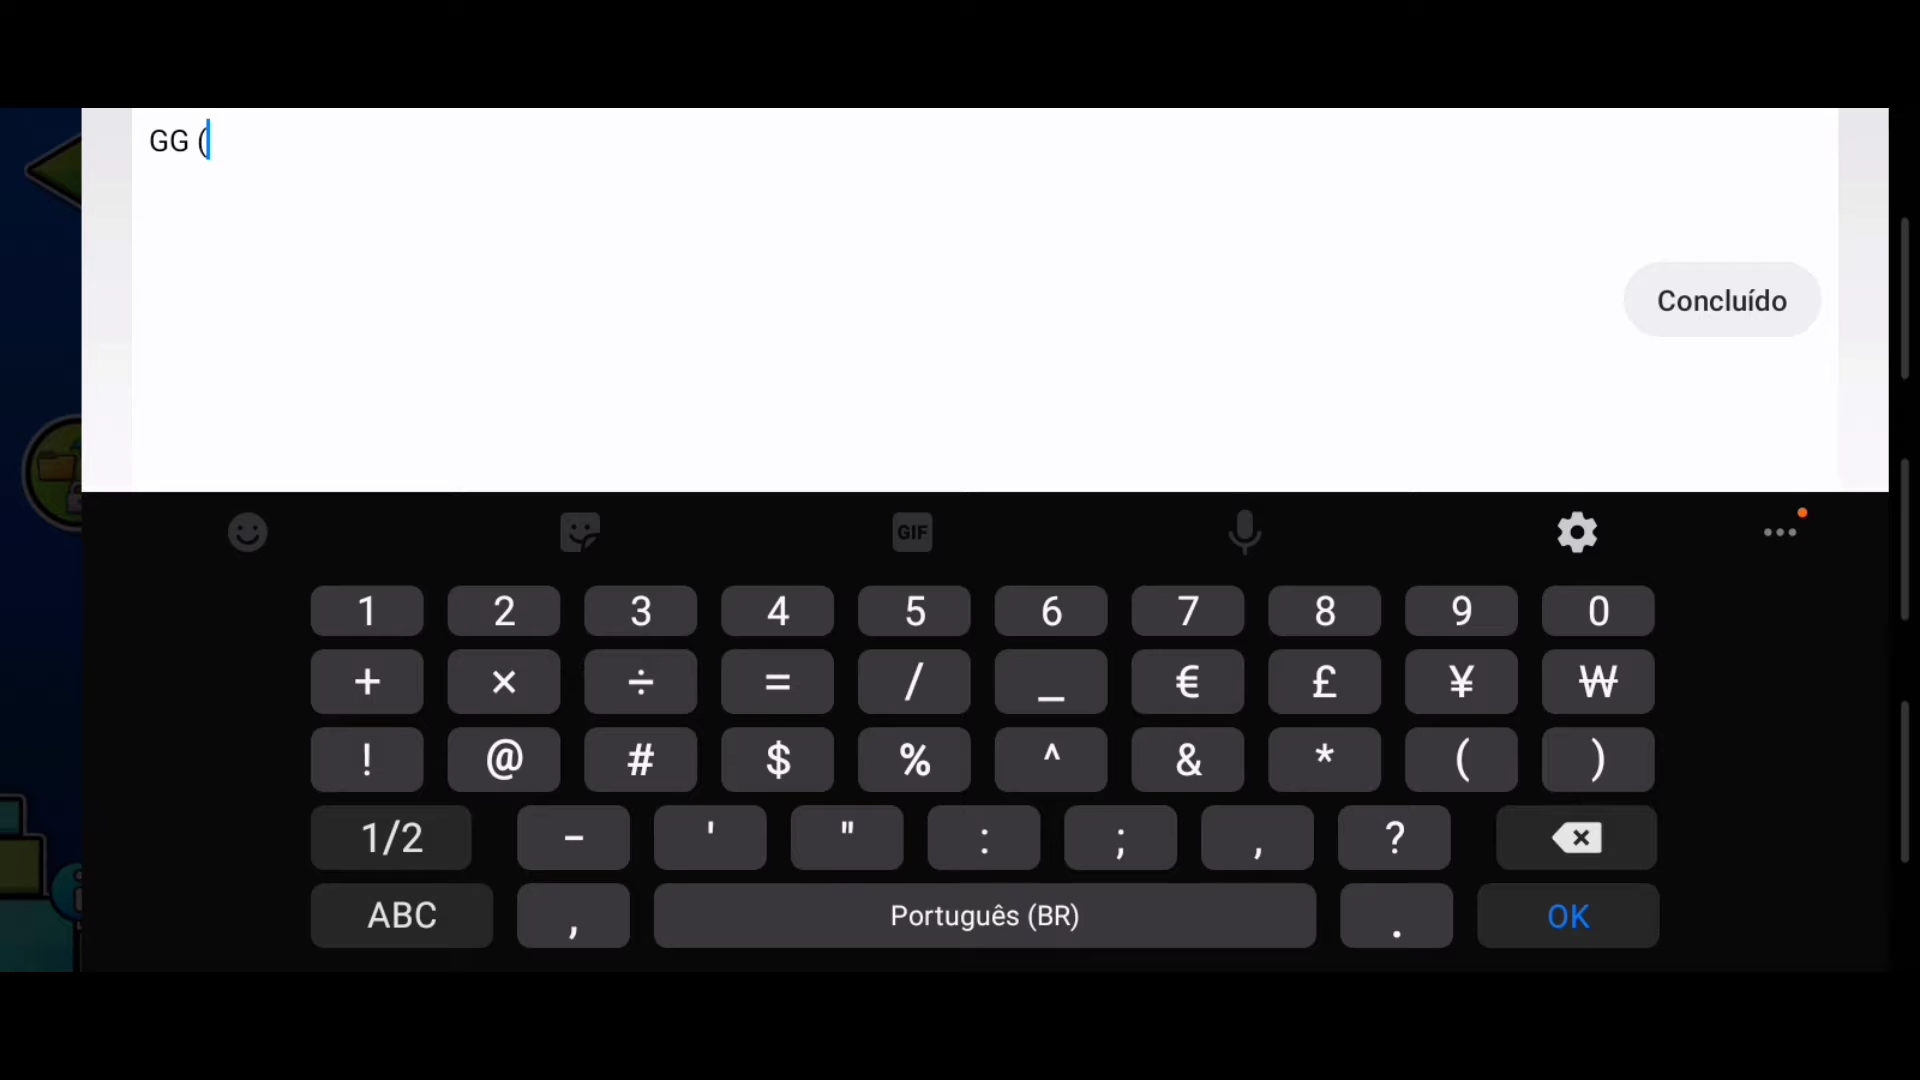 GG (
Concluído
GIF
1 2 3 4 5 6 7 8 9 0
+ × ÷ = / _ € £ ¥ ₩
! @ # $ % ^ & * ( )
1/2 - ' " : ; , ?
ABC , Português (BR) . OK